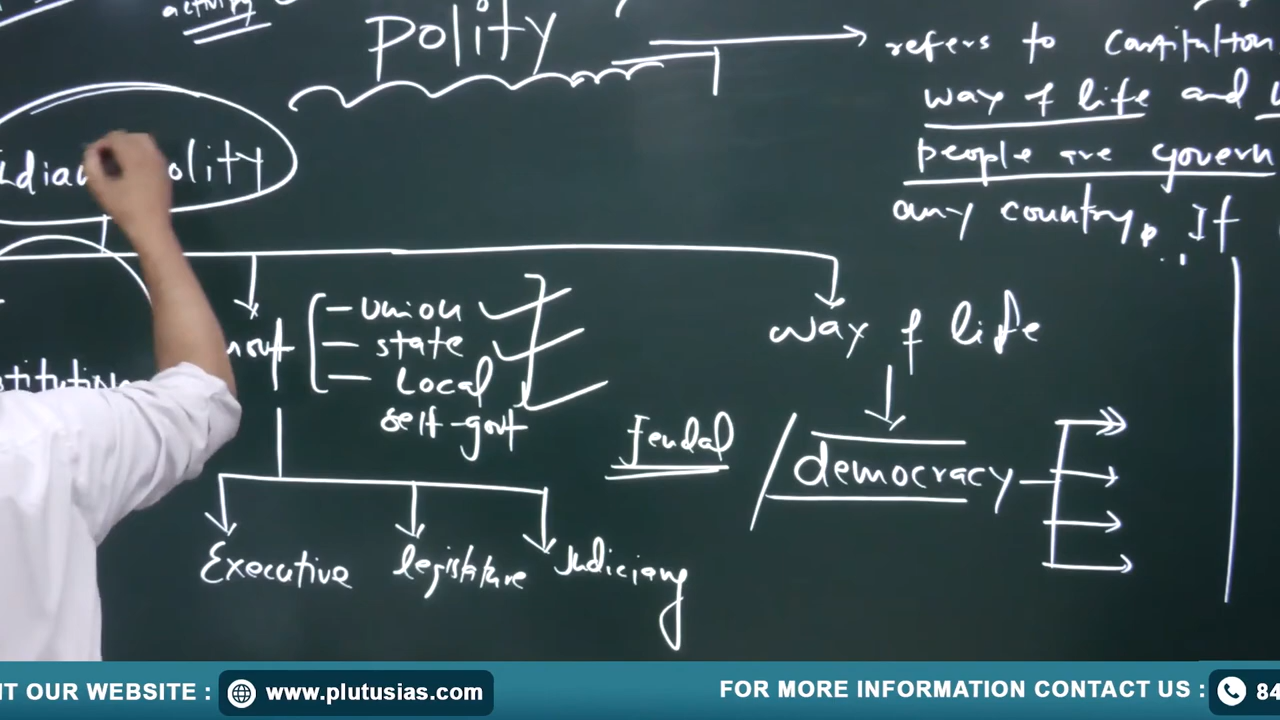 activity
Polity
refers to
way of life and
people are govern
any country. If
polity
union
state
Local
self-govt
way of life
Feudal
democracy
Executive
legislature
Judiciary
IT OUR WEBSITE :
www.plutusias.com
FOR MORE INFORMATION CONTACT US :
84